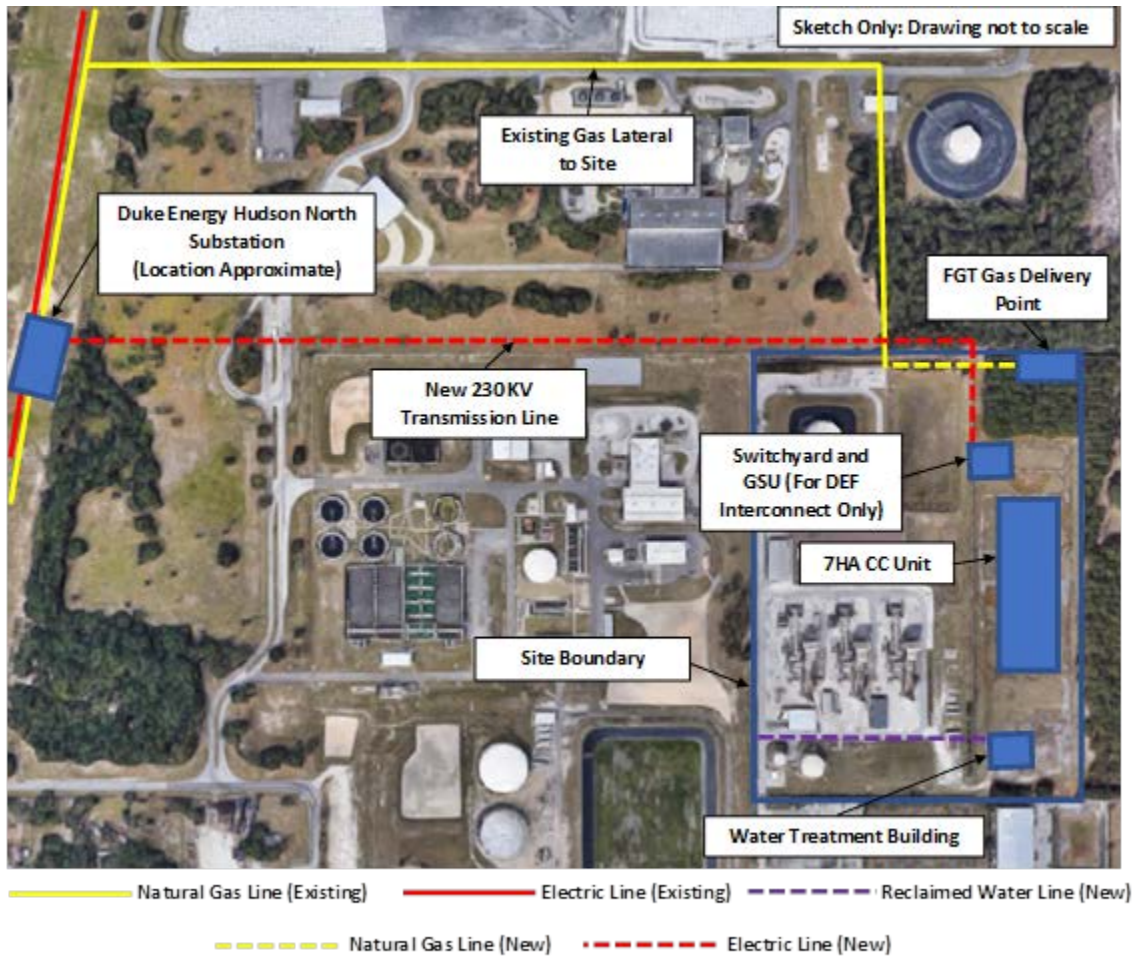 Sketch Only: Drawing not to scale
Existing Gas Lateral
to Site
Duke Energy Hudson North
Substation
(Location Approximate)
FGT Gas Delivery
Point
New 230 KV
Transmission Line
Switchyard and
GSU (For DEF
Interconnect Only)
7HA CC Unit
Site Boundary
Water Treatment Building
Natural Gas Line (Existing)
Electric Line (Existing)
Reclaimed Water Line (New)
Natural Gas Line (New)
Electric Line (New)